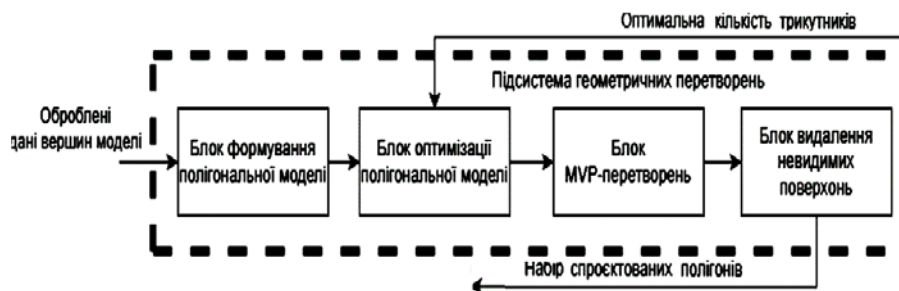 Оптимальна кількість трикутників
Підсистема геометричних перетворень
Оброблені
дані вершин моделі
Блок формування
полігональної моделі
Блок оптимізації
полігональної моделі
Блок
MVP-перетворень
Блок видалення
невидимих
поверхонь
Набір спроєктованих полігонів